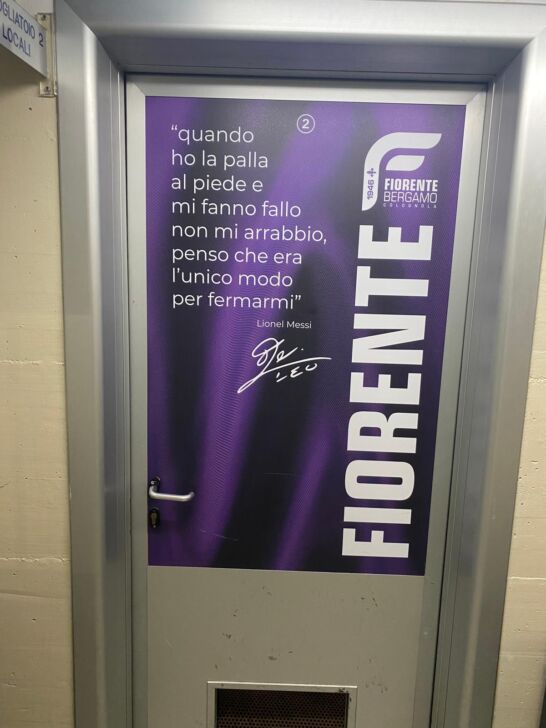 2
LOCALI
2
“quando
ho la palla
al piede e
mi fanno fallo
non mi arrabbio,
penso che era
l’unico modo
per fermarmi”
Lionel Messi
LEO
1946
FIORENTE
BERGAMO
COLOGNOLA
FIORENTE